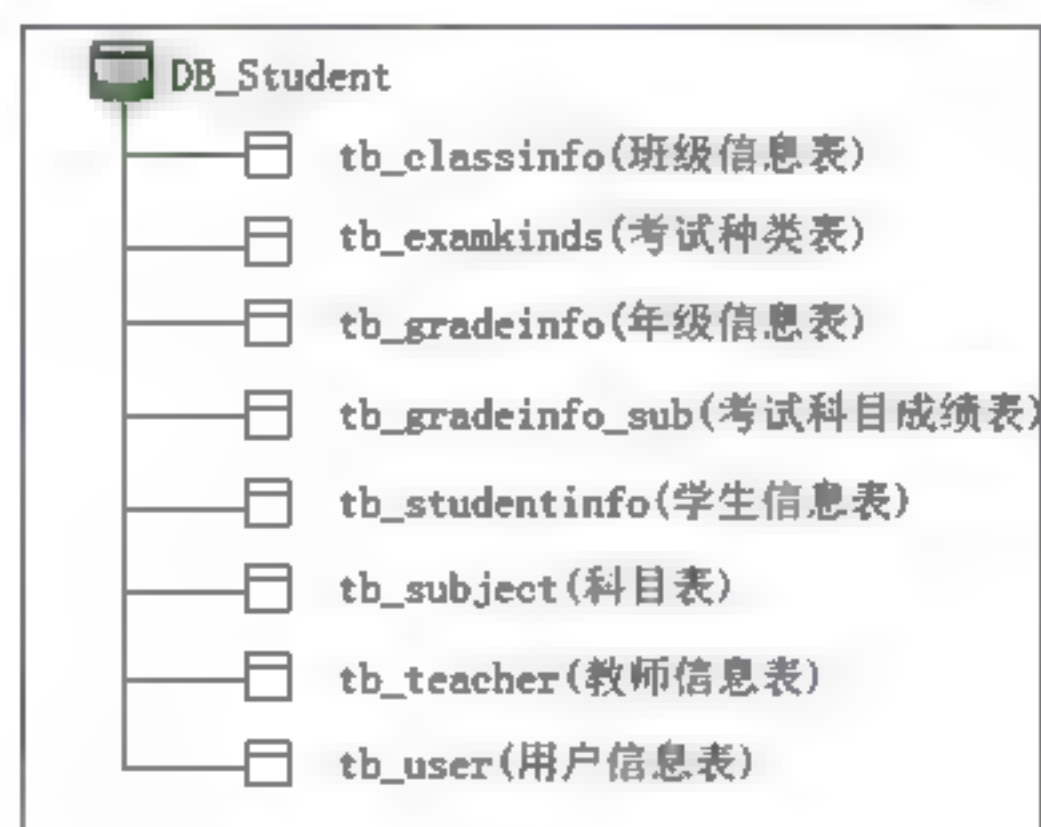 DB_Student
tb_classinfo(班级信息表)
tb_examkinds(考试种类表)
tb_gradeinfo(年级信息表)
tb_gradeinfo_sub(考试科目成绩表)
tb_studentinfo(学生信息表)
tb_subject(科目表)
tb_teacher(教师信息表)
tb_user(用户信息表)